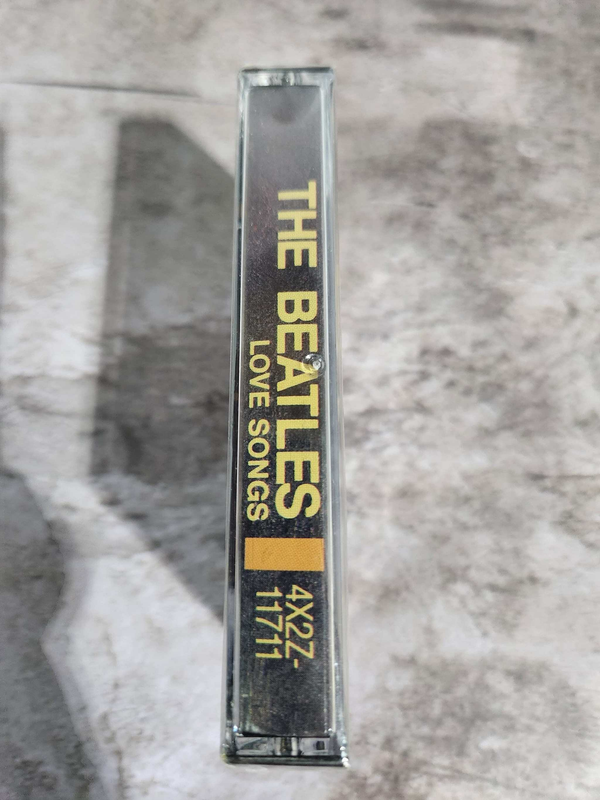 THE BEATLES
LOVE SONGS
4X2Z-
11711